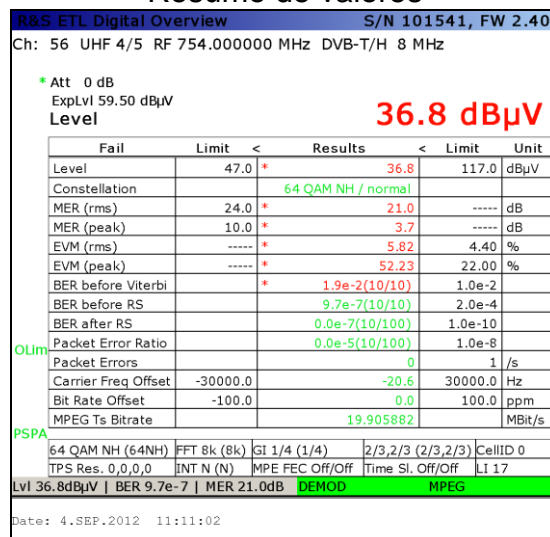 Resumo de valores
R&S ETL Digital Overview S/N 101541, FW 2.40
Ch: 56 UHF 4/5 RF 754.000000 MHz DVB-T/H 8 MHz
* Att 0 dB
ExpLvl 59.50 dBµV
Level 36.8 dBµV
Fail Limit < Results < Limit Unit
Level 47.0 * 36.8 117.0 dBµV
Constellation 64 QAM NH / normal
MER (rms) 24.0 * 21.0 ----- dB
MER (peak) 10.0 * 3.7 ----- dB
EVM (rms) ----- * 5.82 4.40 %
EVM (peak) ----- * 52.23 22.00 %
BER before Viterbi * 1.9e-2(10/10) 1.0e-2
BER before RS 9.7e-7(10/10) 2.0e-4
BER after RS 0.0e-7(10/100) 1.0e-10
Packet Error Ratio 0.0e-5(10/100) 1.0e-8
OLim
Packet Errors 0 1 /s
Carrier Freq Offset -30000.0 -20.6 30000.0 Hz
Bit Rate Offset -100.0 0.0 100.0 ppm
MPEG Ts Bitrate 19.905882 MBit/s
PSPA
64 QAM NH (64NH) FFT 8k (8k) GI 1/4 (1/4) 2/3,2/3 (2/3,2/3) CellID 0
TPS Res. 0,0,0,0 INT N (N) MPE FEC Off/Off Time Sl. Off/Off LI 17
Lvl 36.8dBµV | BER 9.7e-7 | MER 21.0dB DEMOD MPEG
Date: 4.SEP.2012 11:11:02